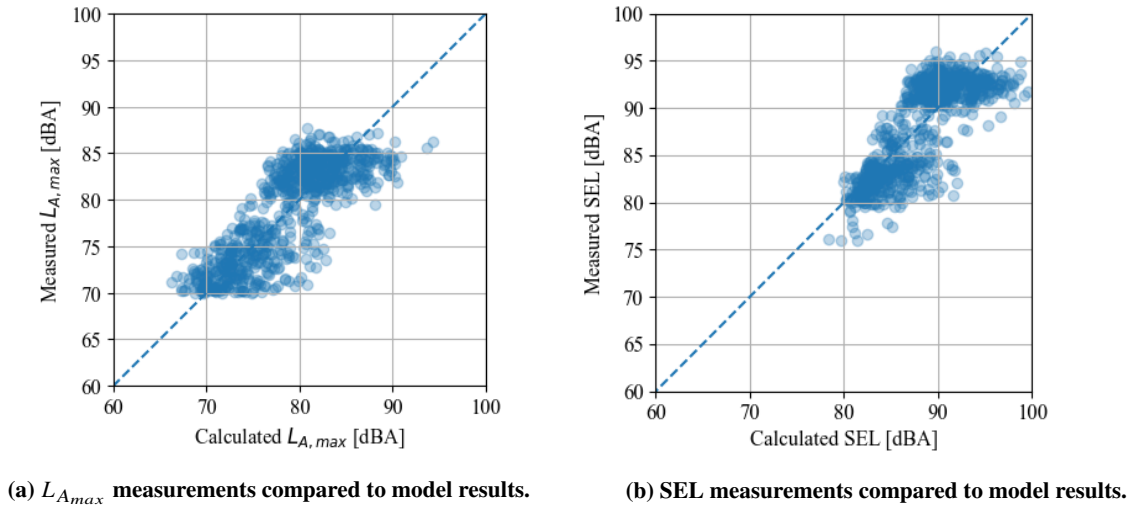 100
95
90
85
80
75
70
65
60
60 70 80 90 100
Measured L_{A, max} [dBA]
Calculated L_{A, max} [dBA]
(a) L_{A_{max}} measurements compared to model results.
100
95
90
85
80
75
70
65
60
60 70 80 90 100
Measured SEL [dBA]
Calculated SEL [dBA]
(b) SEL measurements compared to model results.